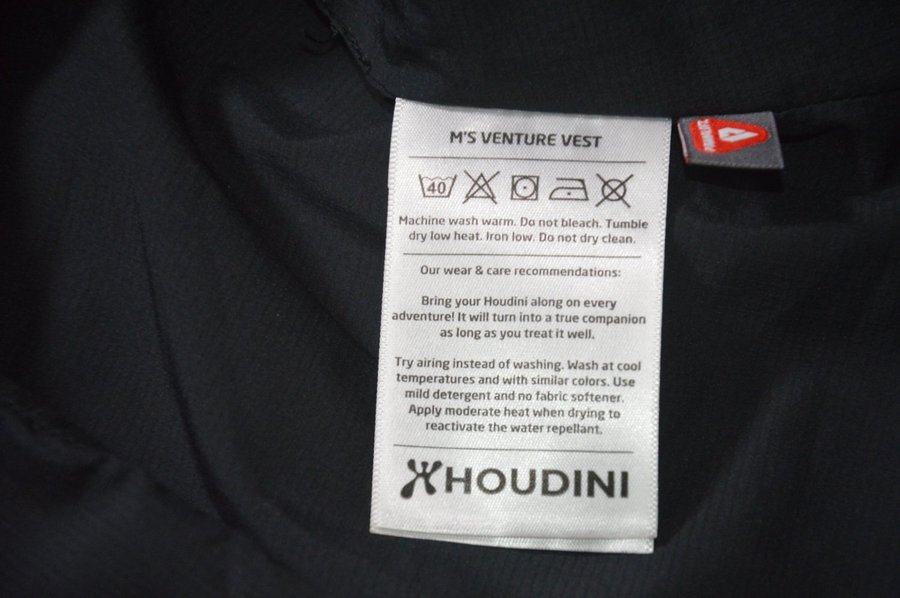 M'S VENTURE VEST
40
Machine wash warm. Do not bleach. Tumble
dry low heat. Iron low. Do not dry clean.
Our wear & care recommendations:
Bring your Houdini along on every
adventure! It will turn into a true companion
as long as you treat it well.
Try airing instead of washing. Wash at cool
temperatures and with similar colors. Use
mild detergent and no fabric softener.
Apply moderate heat when drying to
reactivate the water repellant.
HOUDINI